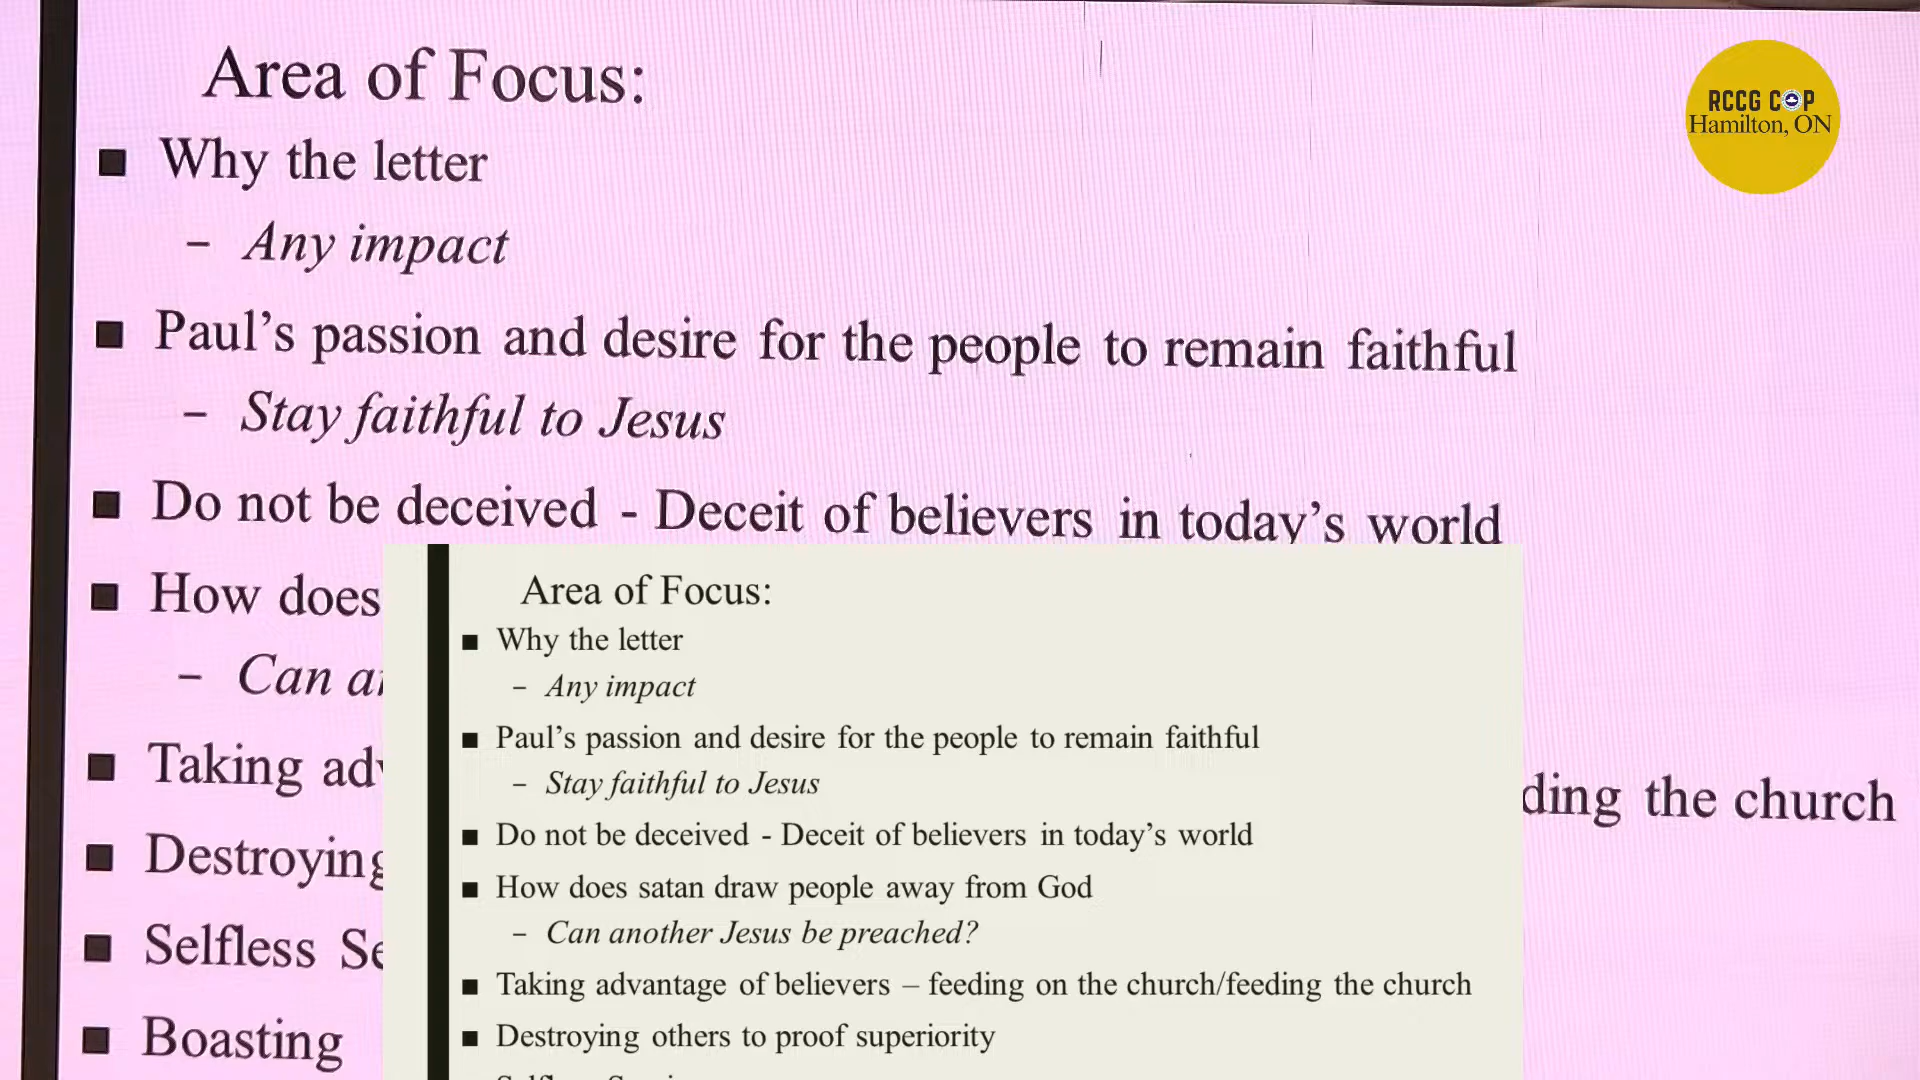 Area of Focus:
Why the letter
– Any impact
Paul's passion and desire for the people to remain faithful
– Stay faithful to Jesus
Do not be deceived - Deceit of believers in today's world
How does
– Can
Taking
ding the church
Destroying
Selfless
Boasting
RCCG COP
Hamilton, ON
Area of Focus:
Why the letter
– Any impact
Paul's passion and desire for the people to remain faithful
– Stay faithful to Jesus
Do not be deceived - Deceit of believers in today's world
How does satan draw people away from God
– Can another Jesus be preached?
Taking advantage of believers – feeding on the church/feeding the church
Destroying others to proof superiority